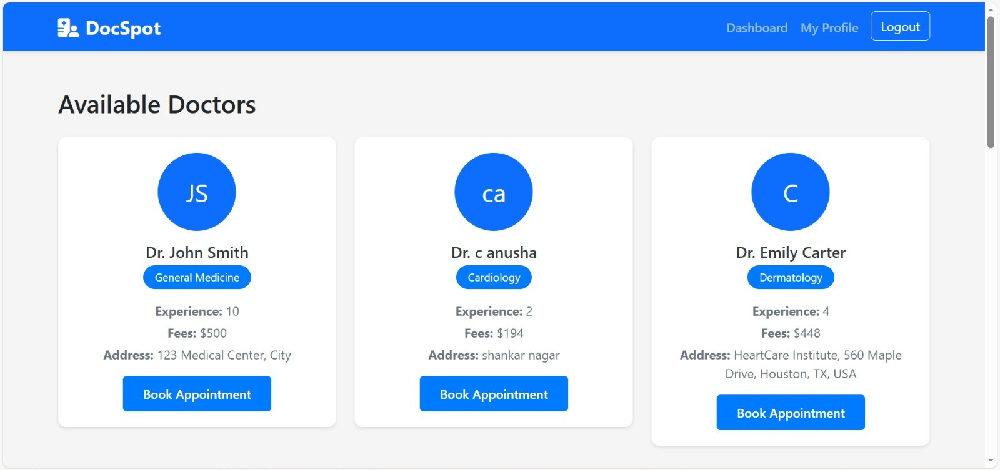 DocSpot
Dashboard My Profile Logout
Available Doctors
JS
Dr. John Smith
General Medicine
Experience: 10
Fees: $500
Address: 123 Medical Center, City
Book Appointment
ca
Dr. c anusha
Cardiology
Experience: 2
Fees: $194
Address: shankar nagar
Book Appointment
C
Dr. Emily Carter
Dermatology
Experience: 4
Fees: $448
Address: HeartCare Institute, 560 Maple
Drive, Houston, TX, USA
Book Appointment